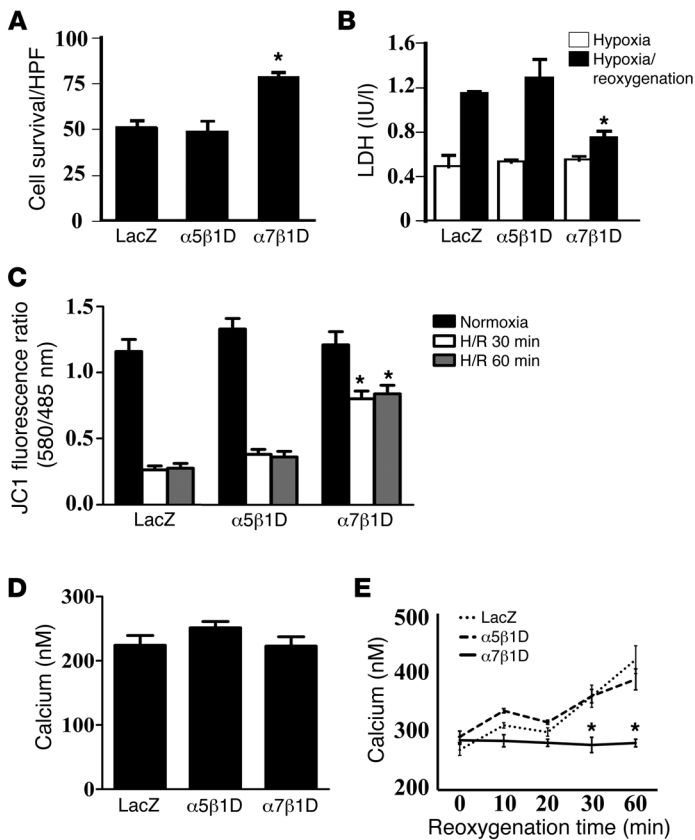 A
Cell survival/HPF
100
75
50
25
0
*
LacZ α5β1D α7β1D
B
LDH (IU/l)
1.6
1.2
0.8
0.4
0
Hypoxia
Hypoxia/
reoxygenation
*
LacZ α5β1D α7β1D
C
JC1 fluorescence ratio
(580/485 nm)
1.5
1.0
0.5
0.0
Normoxia
H/R 30 min
H/R 60 min
* *
LacZ α5β1D α7β1D
D
Calcium (nM)
300
200
100
0
LacZ α5β1D α7β1D
E
Calcium (nM)
500
400
300
200
LacZ
α5β1D
α7β1D
* *
0 10 20 30 60
Reoxygenation time (min)